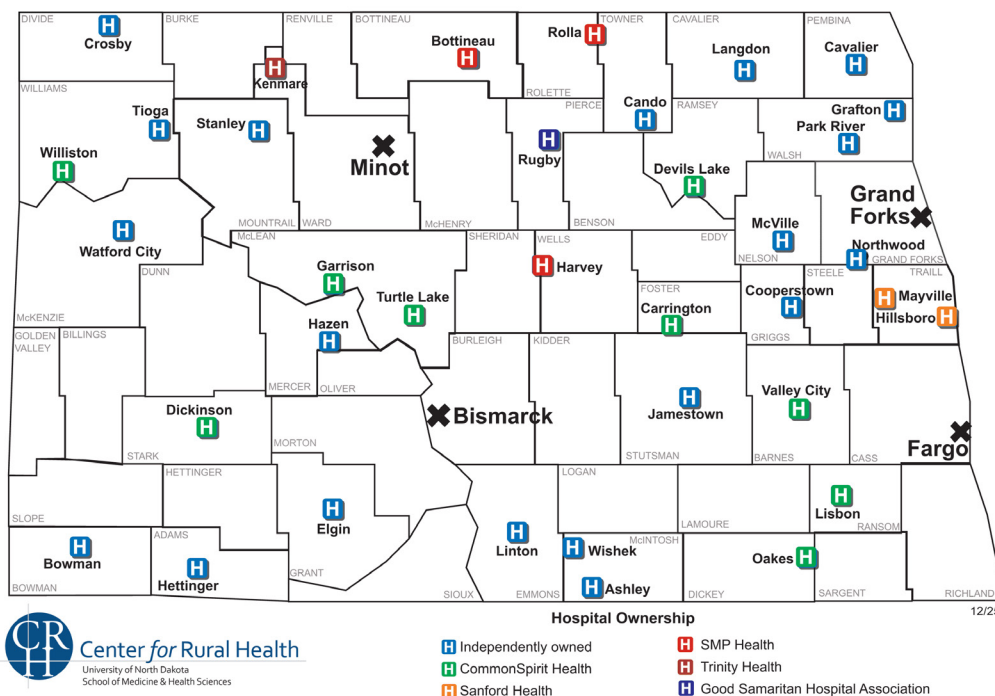 DIVIDE
BURKE
RENVILLE
BOTTINEAU
TOWNER
CAVALIER
PEMBINA
H
Crosby
H
Kenmare
Bottineau
H
Rolla H
Langdon
H
Cavalier
H
ROLETTE
WILLIAMS
PIERCE
RAMSEY
Tioga
H
Stanley H
Cando
H
Grafton H
Park River
H
Minot
H
Rugby
WALSH
Williston
H
Devils Lake
H
Grand
Forks
MOUNTRAIL
WARD
McHENRY
BENSON
McVille
H
H
Watford City
McLEAN
SHERIDAN
WELLS
EDDY
NELSON
Northwood
H
GRAND FORKS
DUNN
Garrison
H
H Harvey
STEELE
TRAILL
FOSTER
Cooperstown
H
H Mayville
Hillsboro H
Turtle Lake
H
Carrington
H
McKENZIE
Hazen
H
GOLDEN
VALLEY
BILLINGS
BURLEIGH
KIDDER
GRIGGS
MERCER
OLIVER
Dickinson
H
Bismarck
H
Jamestown
Valley City
H
Fargo
MORTON
STARK
STUTSMAN
BARNES
CASS
HETTINGER
LOGAN
H
Elgin
H
Lisbon
SLOPE
LAMOURE
RANSOM
ADAMS
H
Linton
H Wishek
McINTOSH
H
Bowman
H
Hettinger
Oakes H
GRANT
H Ashley
BOWMAN
SIOUX
EMMONS
DICKEY
SARGENT
RICHLAND
12/25
Hospital Ownership
CR
H
Center for Rural Health
University of North Dakota
School of Medicine & Health Sciences
H Independently owned
H CommonSpirit Health
H Sanford Health
H SMP Health
H Trinity Health
H Good Samaritan Hospital Association